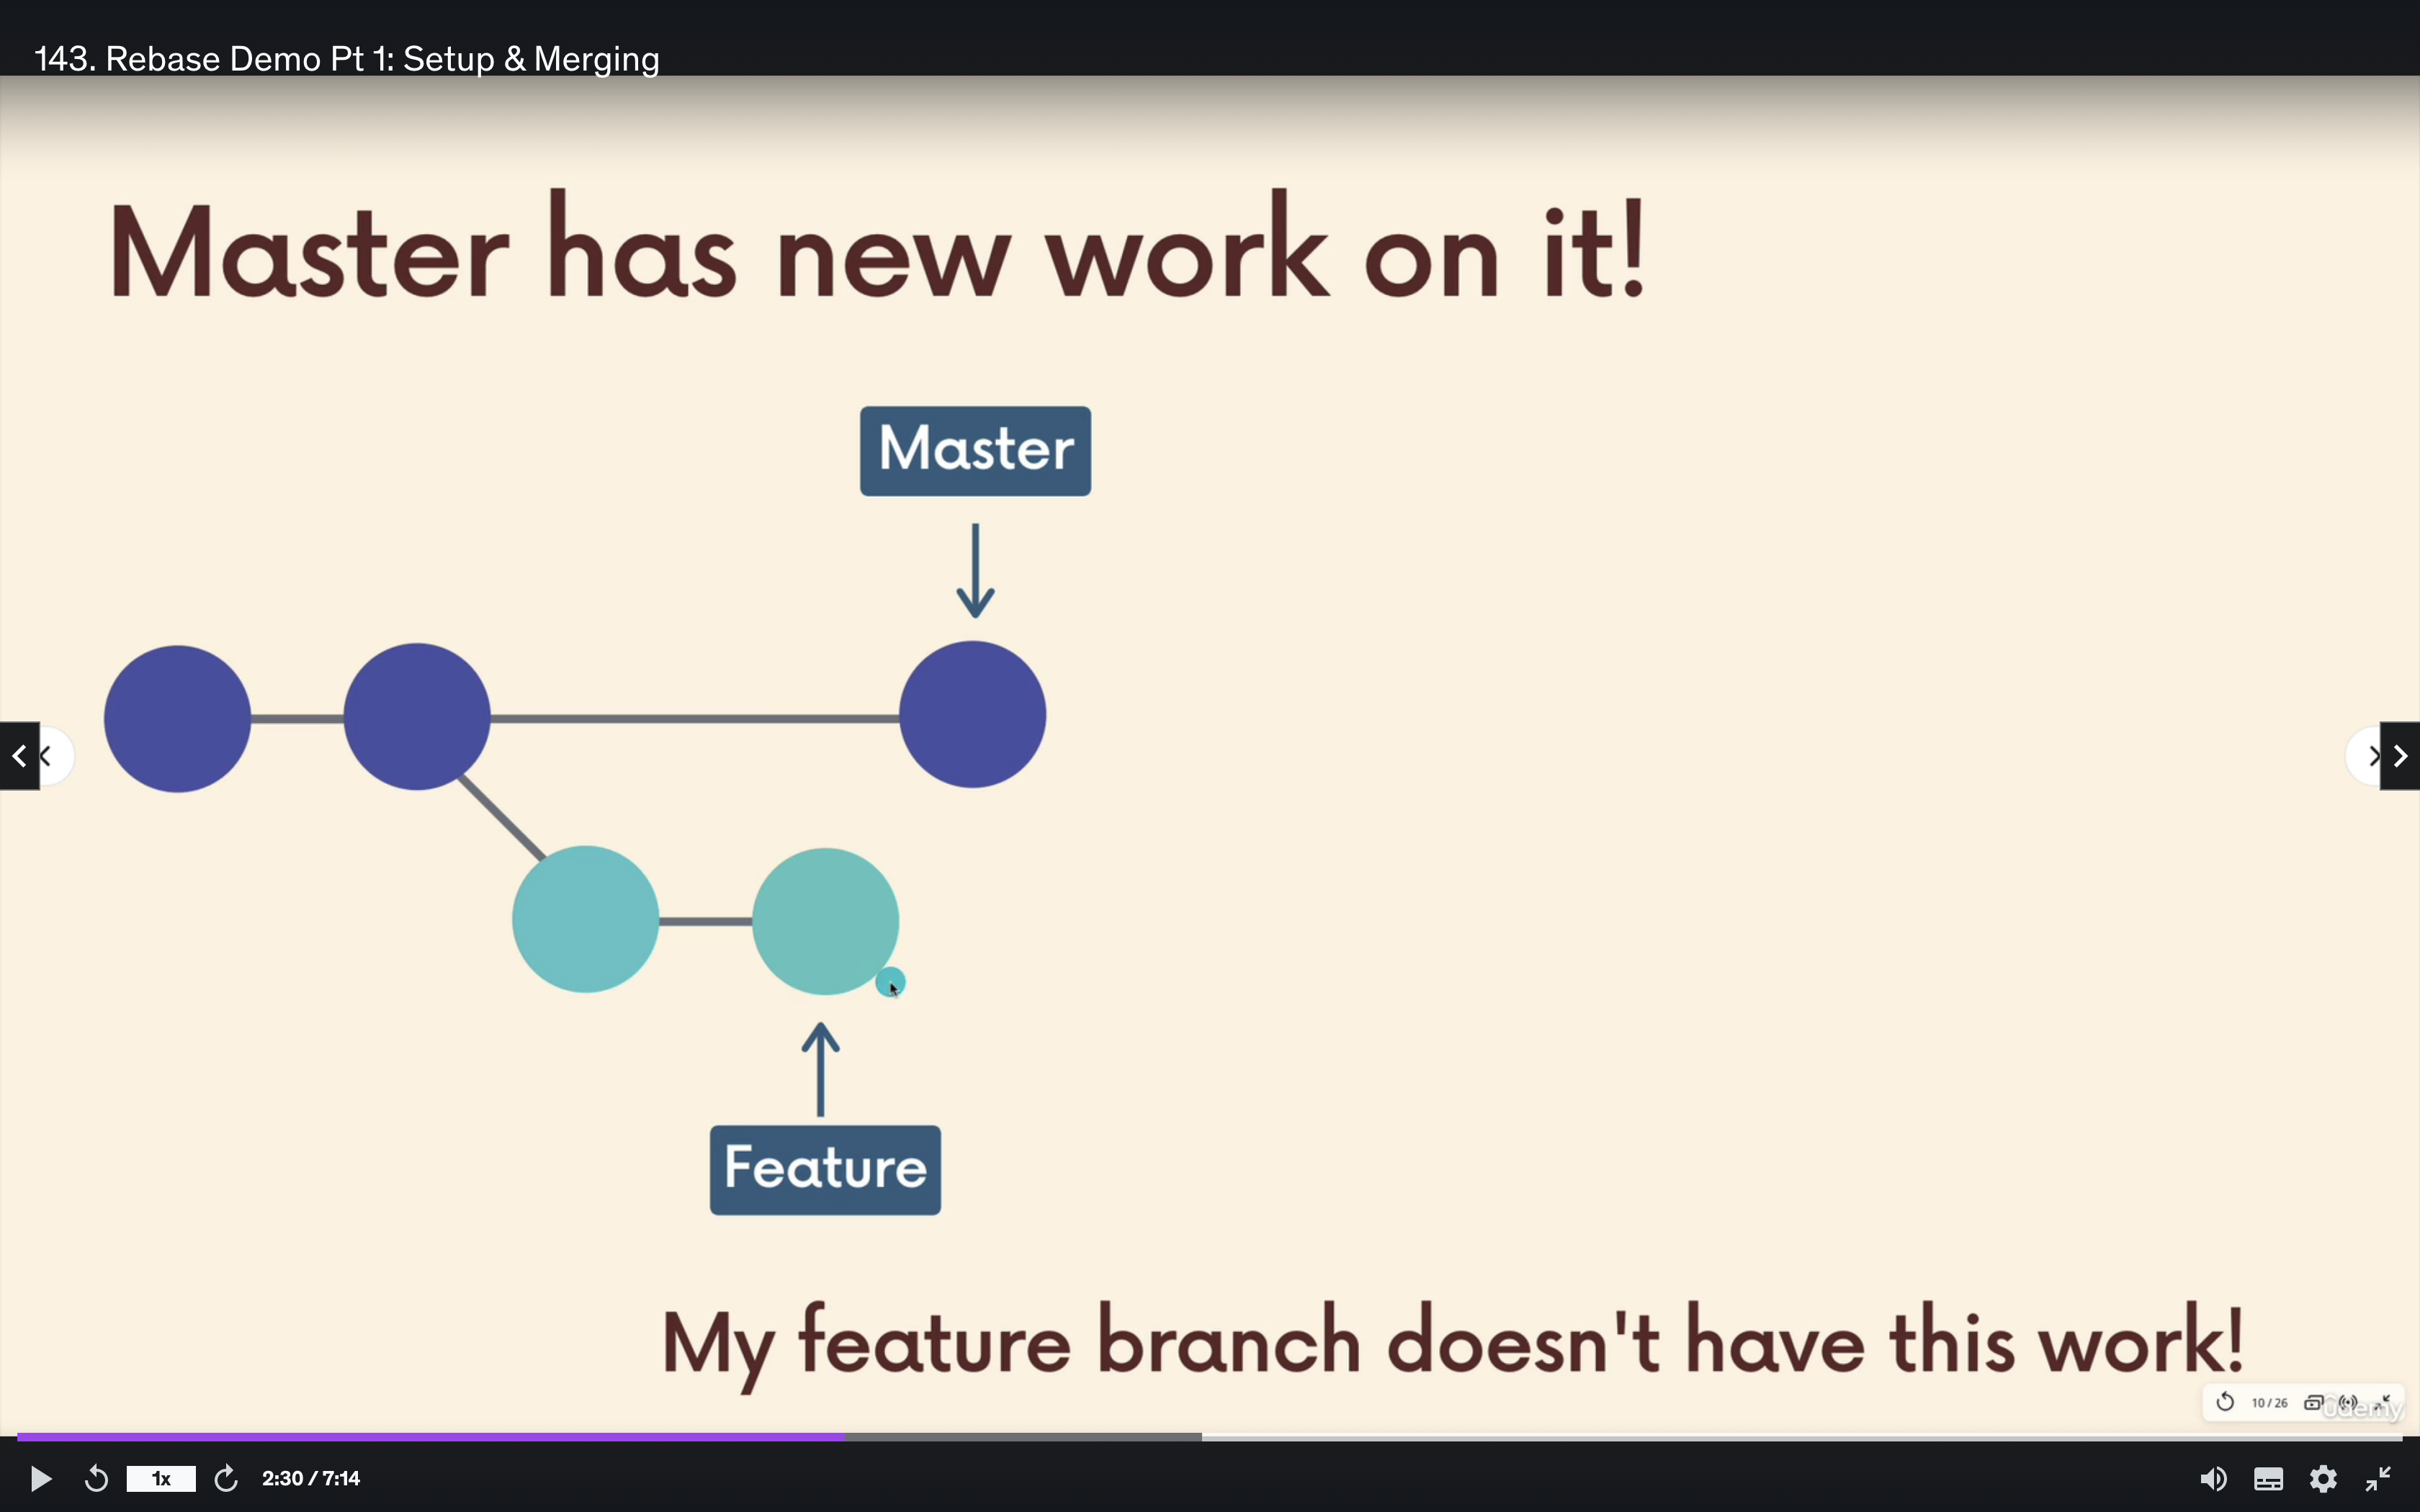 143. Rebase Demo Pt 1: Setup & Merging
Master has new work on it!
Master
Feature
My feature branch doesn't have this work!
10 / 26
ûdemy
1x
2:30 / 7:14